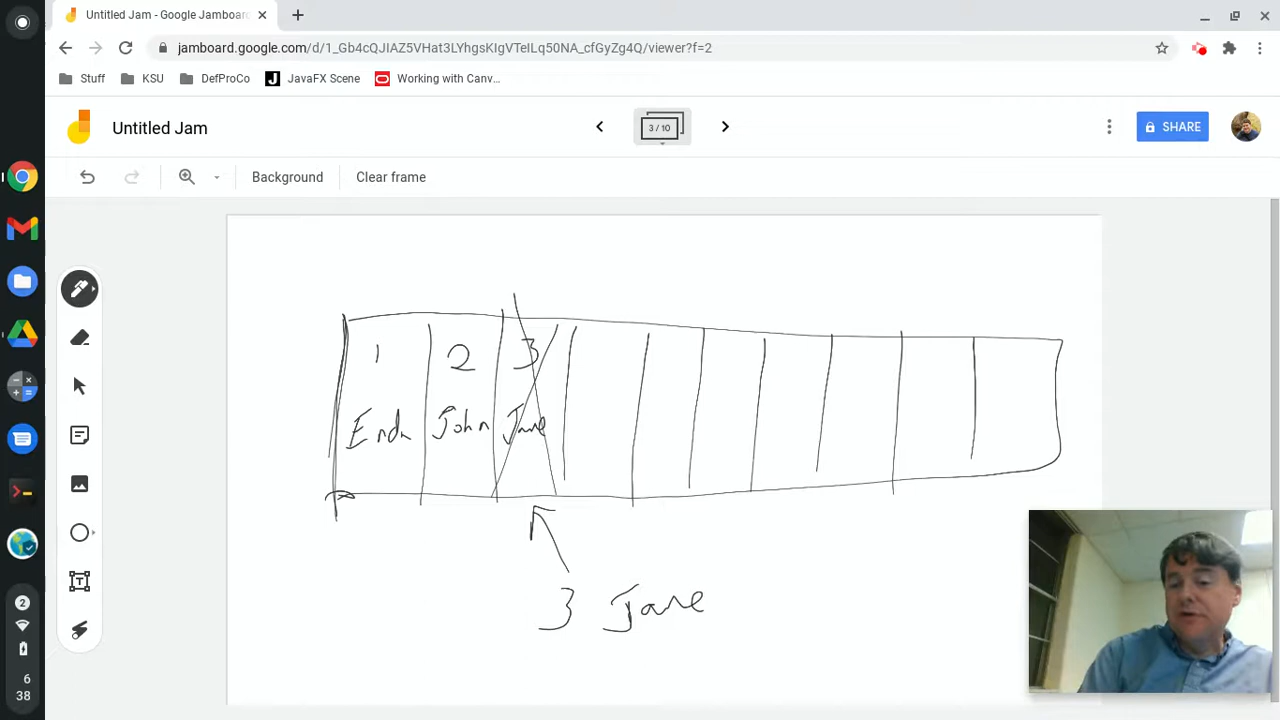 Untitled Jam - Google Jamboard
jamboard.google.com/d/1_Gb4cQJIAZ5VHat3LYhgsKIgVTeILq50NA_cfGyZg4Q/viewer?f=2
Stuff KSU DefProCo JavaFX Scene Working with Canv...
Untitled Jam
3 / 10
SHARE
Background Clear frame
1 2 3
John Jane
3 Jane
2
6
38